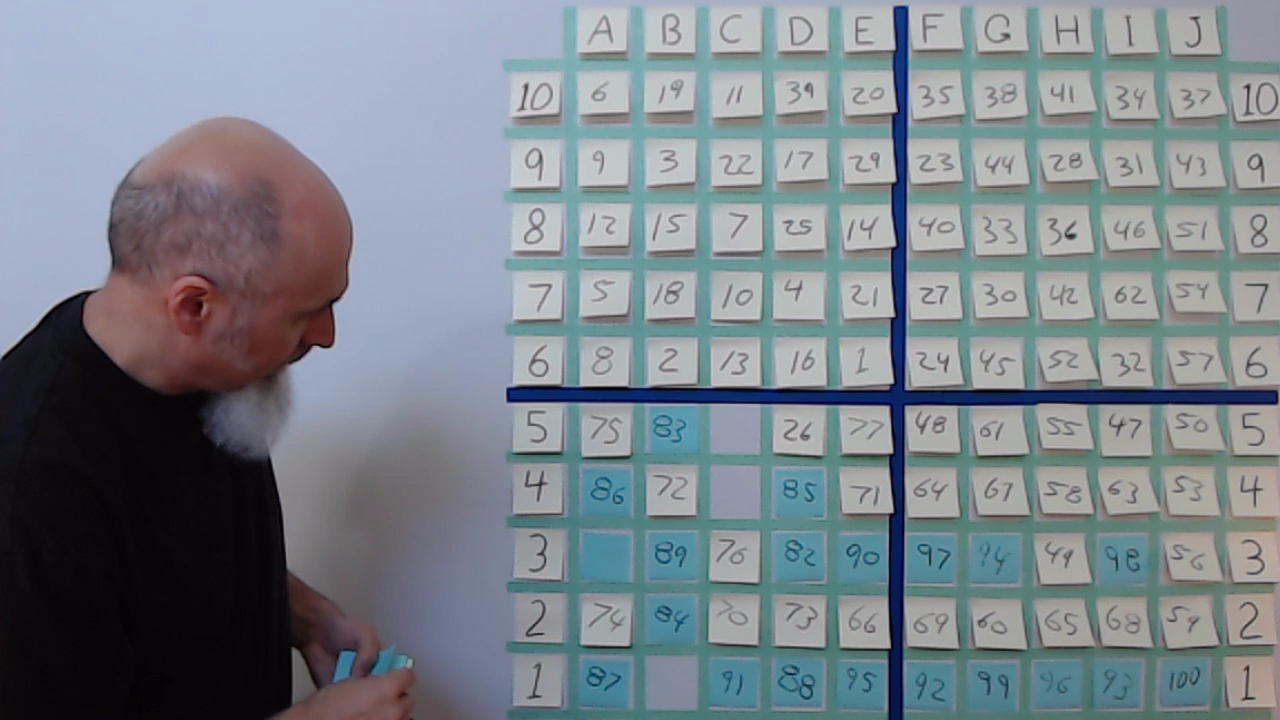 A B C D E F G H I J
10 6 19 11 39 20 35 38 41 34 37 10
9 9 3 22 17 29 23 44 28 31 43 9
8 12 15 7 25 14 40 33 36 46 51 8
7 5 18 10 4 21 27 30 42 62 54 7
6 8 2 13 16 1 24 45 52 32 57 6
5 75 83 26 77 48 61 55 47 50 5
4 86 72 85 71 64 67 58 63 53 4
3 89 76 82 90 97 94 49 98 56 3
2 74 84 70 73 66 69 60 65 68 59 2
1 87 91 88 95 92 99 96 93 100 1